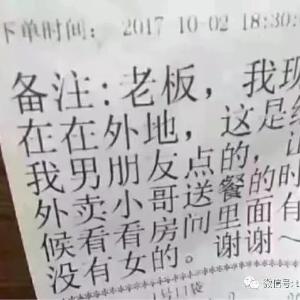 下单时间： 2017 10-02 18:30:
备注：老板，我现
在在外地，这是给
我男朋友点的，让
外卖小哥送餐的时
候看看房间里面有
没有女的。谢谢～
1号口袋
微信号：